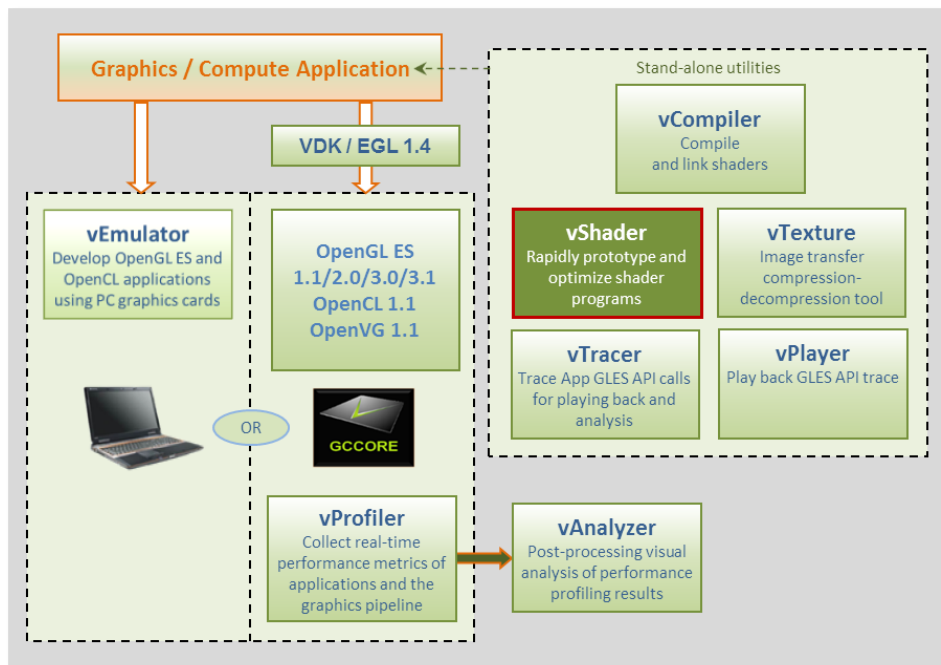 Graphics / Compute Application
Stand-alone utilities
vCompiler
Compile
and link shaders
VDK / EGL 1.4
vEmulator
Develop OpenGL ES and
OpenCL applications
using PC graphics cards
OpenGL ES
1.1/2.0/3.0/3.1
OpenCL 1.1
OpenVG 1.1
vShader
Rapidly prototype and
optimize shader
programs
vTexture
Image transfer
compression-
decompression tool
vTracer
Trace App GLES API calls
for playing back and
analysis
vPlayer
Play back GLES API trace
OR
GCCORE
vProfiler
Collect real-time
performance metrics of
applications and the
graphics pipeline
vAnalyzer
Post-processing visual
analysis of performance
profiling results